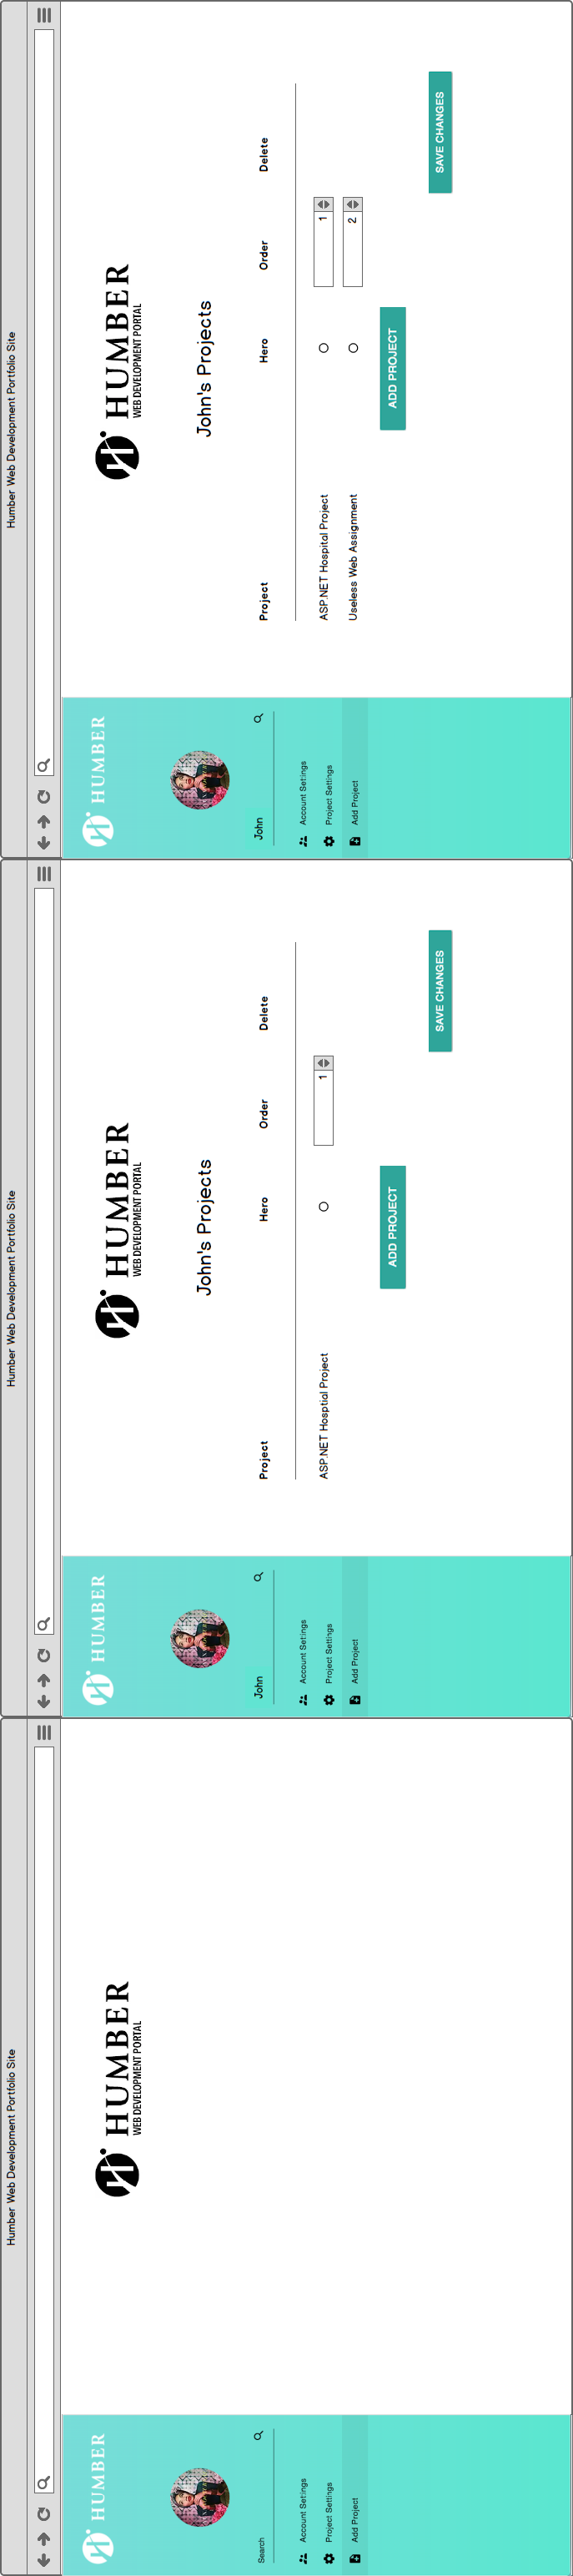 Humber Web Development Portfolio Site
HUMBER
Search
Account Settings
Project Settings
Add Project
HUMBER
WEB DEVELOPMENT PORTAL
Humber Web Development Portfolio Site
HUMBER
John
Account Settings
Project Settings
Add Project
HUMBER
WEB DEVELOPMENT PORTAL
John's Projects
Project Hero Order Delete
ASP.NET Hosptial Project 1
ADD PROJECT
SAVE CHANGES
Humber Web Development Portfolio Site
HUMBER
John
Account Settings
Project Settings
Add Project
HUMBER
WEB DEVELOPMENT PORTAL
John's Projects
Project Hero Order Delete
ASP.NET Hospital Project 1
Useless Web Assignment 2
ADD PROJECT
SAVE CHANGES